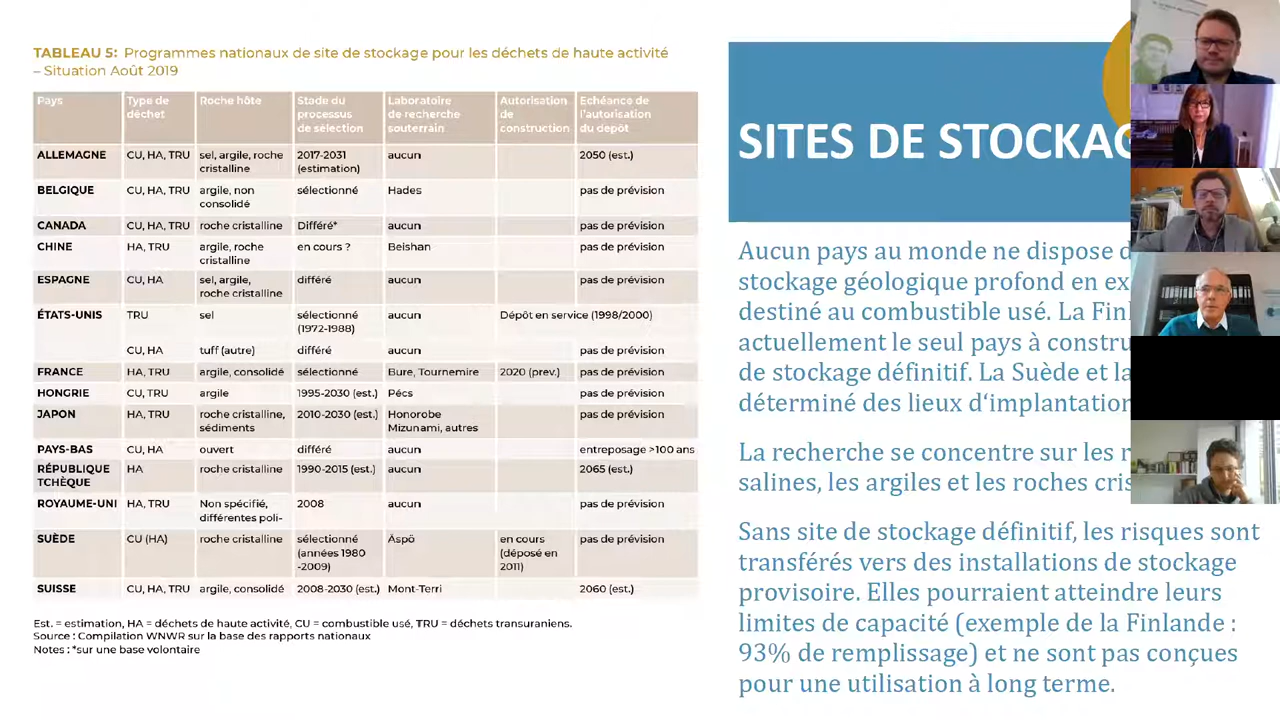 TABLEAU 5: Programmes nationaux de site de stockage pour les déchets de haute activité
– Situation Août 2019
Pays Type de déchet Roche hôte Stade du processus de sélection Laboratoire de recherche souterrain Autorisation de construction Echéance de l'autorisation du depôt
ALLEMAGNE CU, HA, TRU sel, argile, roche cristalline 2017-2031 (estimation) aucun 2050 (est.)
BELGIQUE CU, HA, TRU argile, non consolidé sélectionné Hades pas de prévision
CANADA CU, HA, TRU roche cristalline Différé* aucun pas de prévision
CHINE HA, TRU argile, roche cristalline en cours ? Beishan pas de prévision
ESPAGNE CU, HA sel, argile, roche cristalline différé aucun pas de prévision
ÉTATS-UNIS TRU sel sélectionné (1972-1988) aucun Dépôt en service (1998/2000)
CU, HA tuff (autre) différé aucun pas de prévision
FRANCE HA, TRU argile, consolidé sélectionné Bure, Tournemire 2020 (prev.) pas de prévision
HONGRIE CU, TRU argile 1995-2030 (est.) Pécs pas de prévision
JAPON HA, TRU roche cristalline, sédiments 2010-2030 (est.) Honorobe Mizunami, autres pas de prévision
PAYS-BAS CU, HA ouvert différé aucun entreposage >100 ans
RÉPUBLIQUE TCHÈQUE HA roche cristalline 1990-2015 (est.) aucun 2065 (est.)
ROYAUME-UNI HA, TRU Non spécifié, différentes poli- 2008 aucun pas de prévision
SUÈDE CU (HA) roche cristalline sélectionné (années 1980 -2009) Äspö en cours (déposé en 2011) pas de prévision
SUISSE CU, HA, TRU argile, consolidé 2008-2030 (est.) Mont-Terri 2060 (est.)
Est. = estimation, HA = déchets de haute activité, CU = combustible usé, TRU = déchets transuraniens.
Source : Compilation WNWR sur la base des rapports nationaux
Notes : *sur une base volontaire
SITES DE STOCKAG
Aucun pays au monde ne dispose d
stockage géologique profond en ex
destiné au combustible usé. La Finl
actuellement le seul pays à constru
de stockage définitif. La Suède et la
déterminé des lieux d‘implantation
La recherche se concentre sur les r
salines, les argiles et les roches cris
Sans site de stockage définitif, les risques sont
transférés vers des installations de stockage
provisoire. Elles pourraient atteindre leurs
limites de capacité (exemple de la Finlande :
93% de remplissage) et ne sont pas conçues
pour une utilisation à long terme.